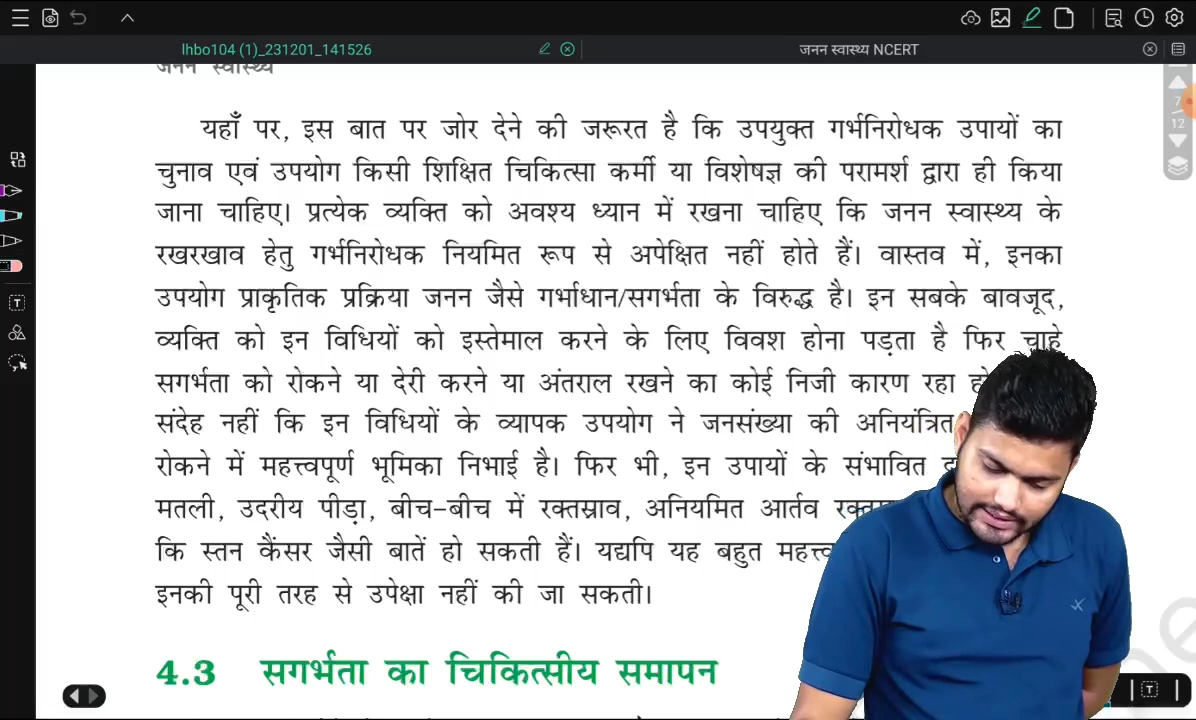 lhbo104 (1)_231201_141526
जनन स्वास्थ्य NCERT
जनन स्वास्थ्य
7
12
यहाँ पर, इस बात पर जोर देने की जरूरत है कि उपयुक्त गर्भनिरोधक उपायों का
चुनाव एवं उपयोग किसी शिक्षित चिकित्सा कर्मी या विशेषज्ञ की परामर्श द्वारा ही किया
जाना चाहिए। प्रत्येक व्यक्ति को अवश्य ध्यान में रखना चाहिए कि जनन स्वास्थ्य के
रखरखाव हेतु गर्भनिरोधक नियमित रूप से अपेक्षित नहीं होते हैं। वास्तव में, इनका
उपयोग प्राकृतिक प्रक्रिया जनन जैसे गर्भाधान/सगर्भता के विरुद्ध है। इन सबके बावजूद,
व्यक्ति को इन विधियों को इस्तेमाल करने के लिए विवश होना पड़ता है फिर चाहे
सगर्भता को रोकने या देरी करने या अंतराल रखने का कोई निजी कारण रहा
संदेह नहीं कि इन विधियों के व्यापक उपयोग ने जनसंख्या की अनियंत्रित
रोकने में महत्त्वपूर्ण भूमिका निभाई है। फिर भी, इन उपायों के संभावित
मतली, उदरीय पीड़ा, बीच-बीच में रक्तस्राव, अनियमित आर्तव
कि स्तन कैंसर जैसी बातें हो सकती हैं। यद्यपि यह बहुत
इनकी पूरी तरह से उपेक्षा नहीं की जा सकती।
4.3 सगर्भता का चिकित्सीय समापन